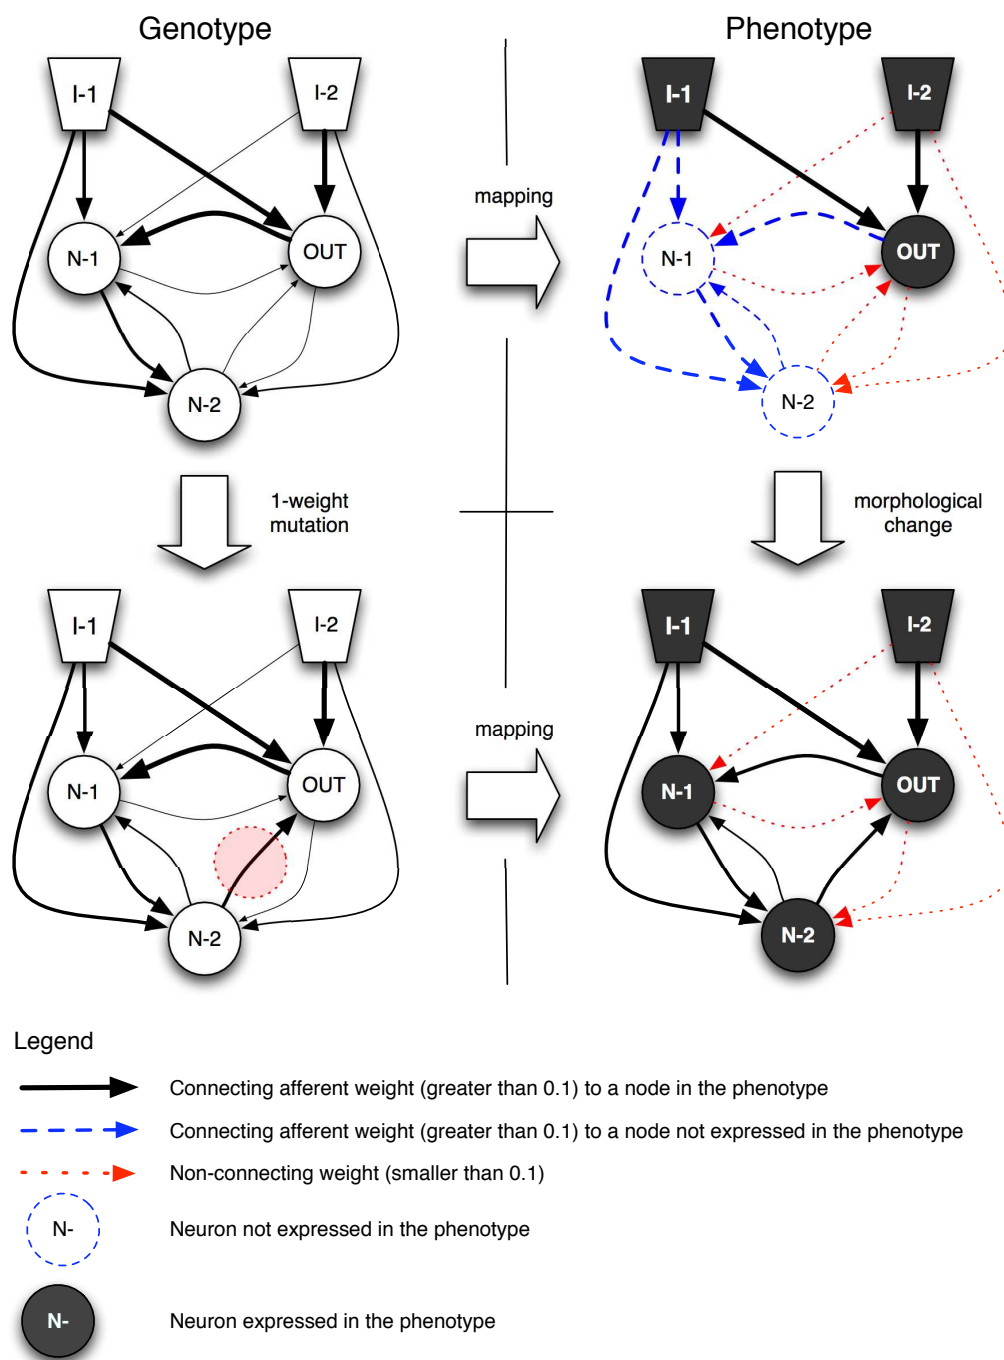 Genotype
Phenotype
I-1
I-2
I-1
I-2
mapping
N-1
OUT
N-1
OUT
N-2
N-2
1-weight
mutation
morphological
change
I-1
I-2
I-1
I-2
mapping
N-1
OUT
N-1
OUT
N-2
N-2
Legend
Connecting afferent weight (greater than 0.1) to a node in the phenotype
Connecting afferent weight (greater than 0.1) to a node not expressed in the phenotype
Non-connecting weight (smaller than 0.1)
N-
Neuron not expressed in the phenotype
N-
Neuron expressed in the phenotype